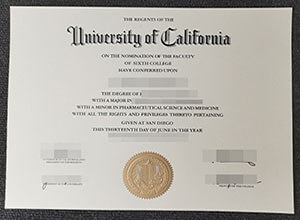 THE REGENTS OF THE
University of California
ON THE NOMINATION OF THE FACULTY
OF SIXTH COLLEGE
HAVE CONFERRED UPON
THE DEGREE OF
WITH A MAJOR IN
WITH A MINOR IN PHARMACEUTICAL SCIENCE AND MEDICINE
WITH ALL THE RIGHTS AND PRIVILEGES THERETO PERTAINING
GIVEN AT SAN DIEGO
THIS THIRTEENTH DAY OF JUNE IN THE YEAR